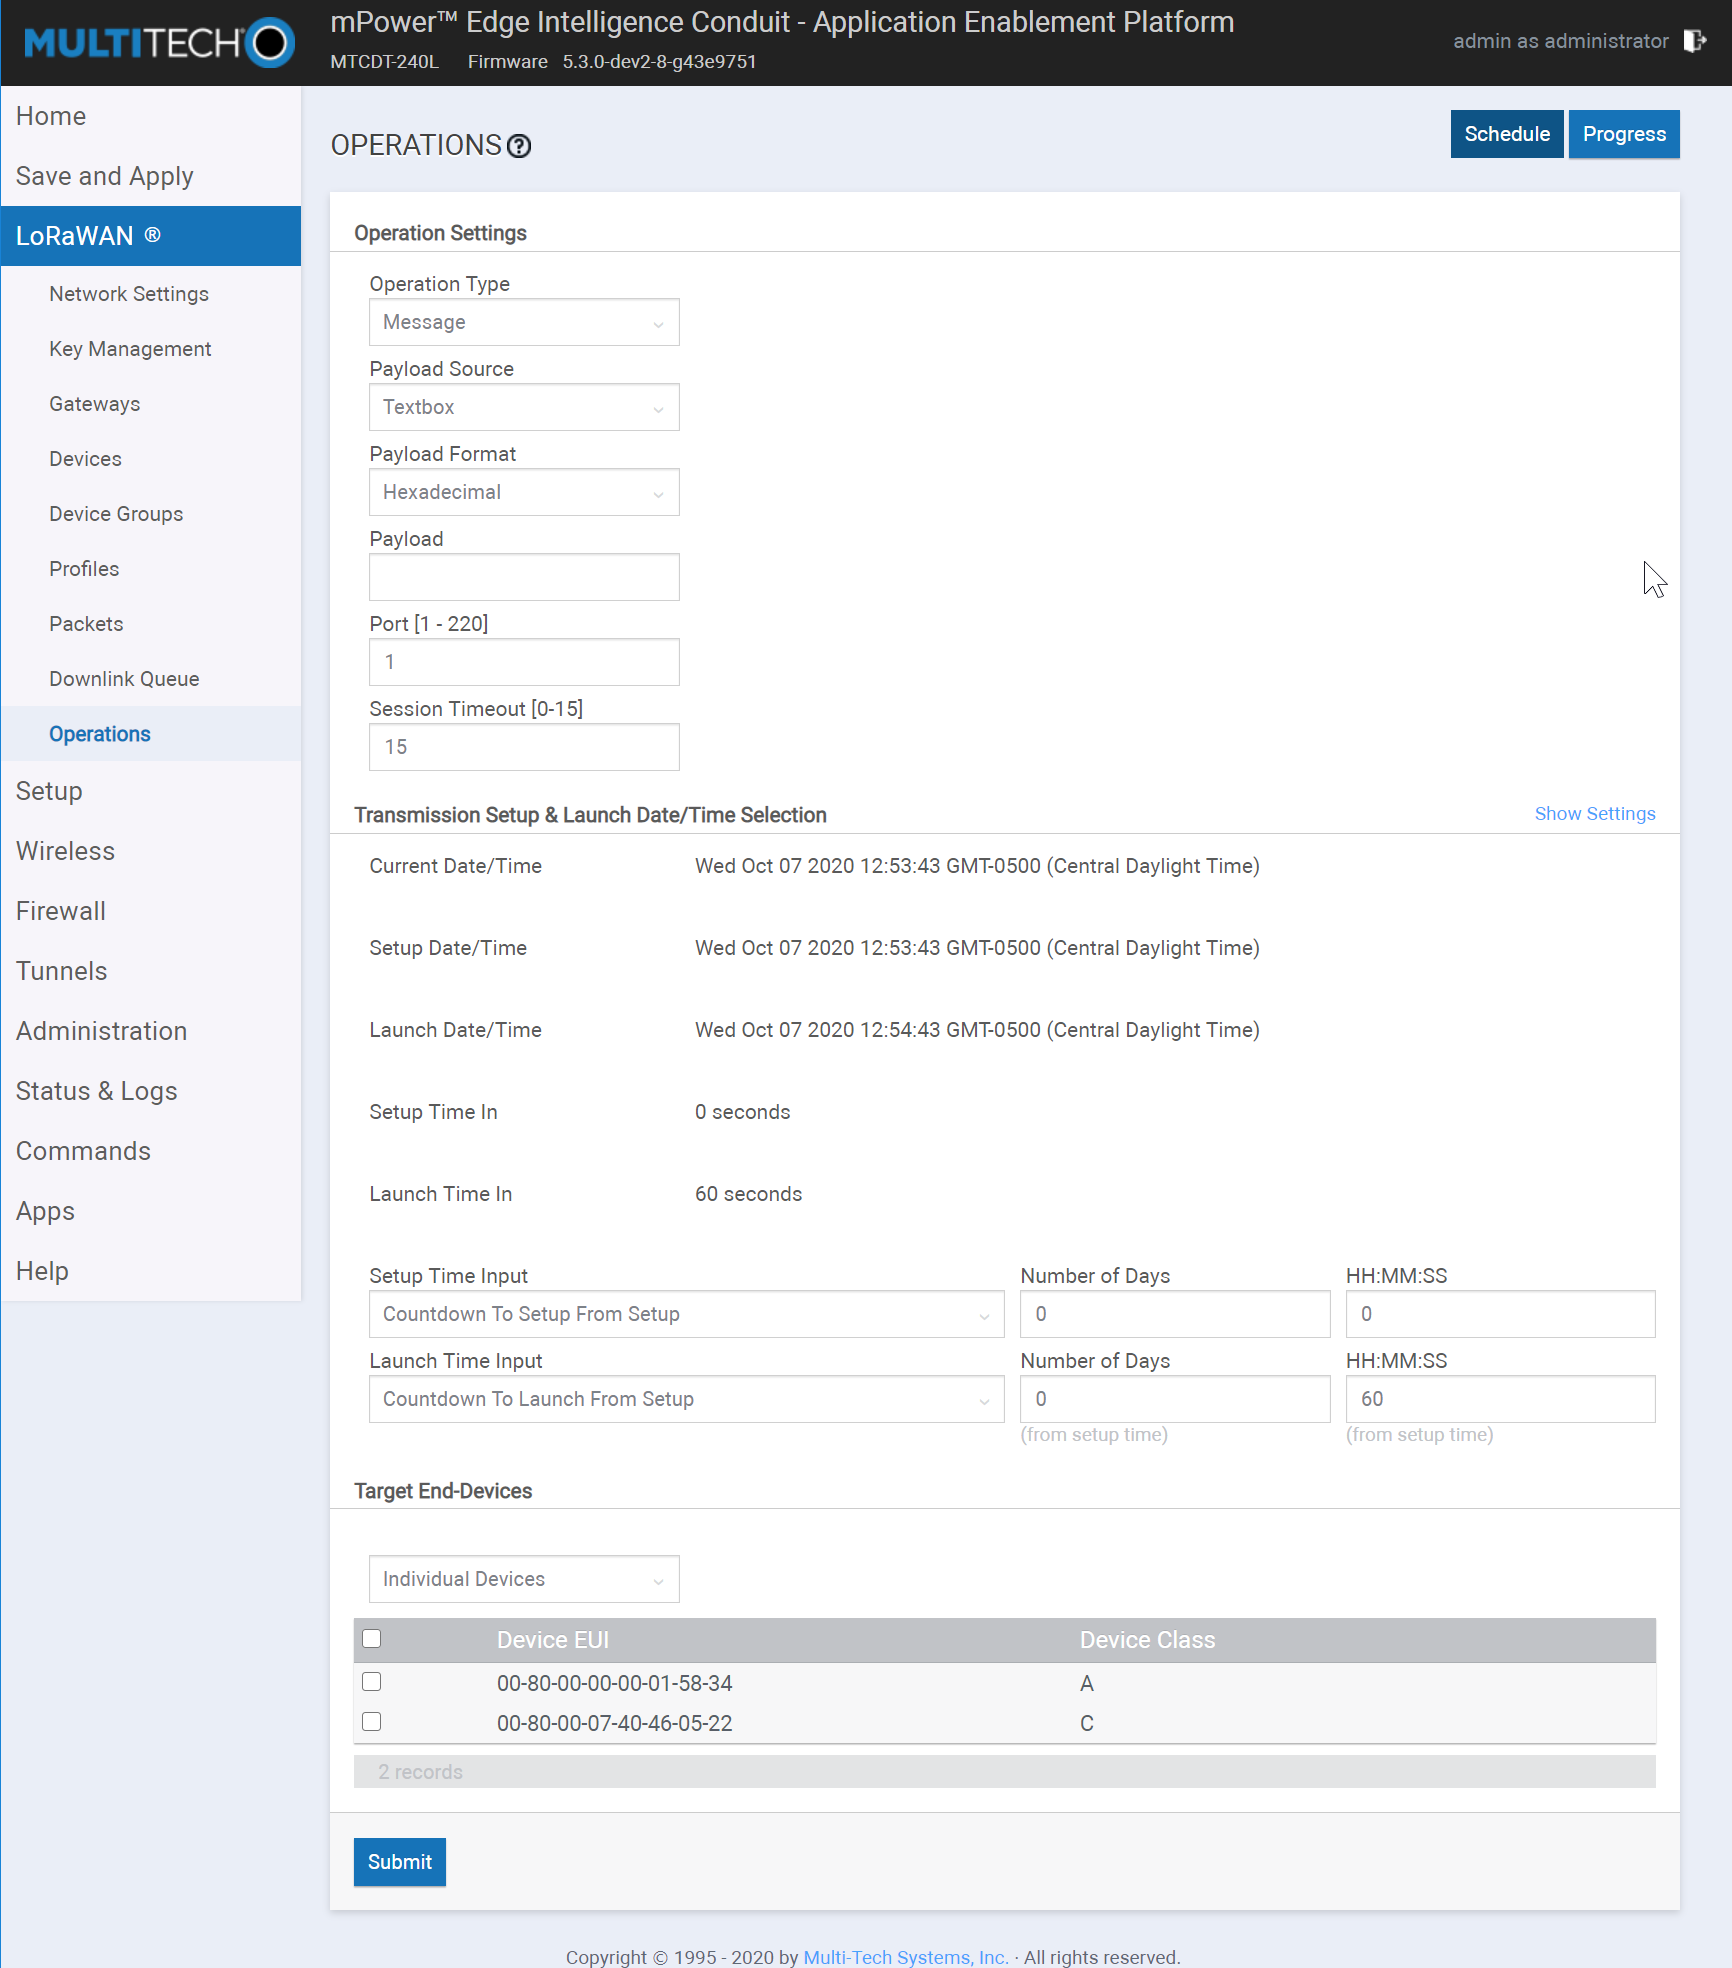 MULTITECH
mPower™ Edge Intelligence Conduit - Application Enablement Platform
MTCDT-240L Firmware 5.3.0-dev2-8-g43e9751
admin as administrator
Home
Save and Apply
LoRaWAN ®
Network Settings
Key Management
Gateways
Devices
Device Groups
Profiles
Packets
Downlink Queue
Operations
Setup
Wireless
Firewall
Tunnels
Administration
Status & Logs
Commands
Apps
Help
OPERATIONS ?
Schedule Progress
Operation Settings
Operation Type
Message
Payload Source
Textbox
Payload Format
Hexadecimal
Payload
Port [1 - 220]
1
Session Timeout [0-15]
15
Transmission Setup & Launch Date/Time Selection Show Settings
Current Date/Time Wed Oct 07 2020 12:53:43 GMT-0500 (Central Daylight Time)
Setup Date/Time Wed Oct 07 2020 12:53:43 GMT-0500 (Central Daylight Time)
Launch Date/Time Wed Oct 07 2020 12:54:43 GMT-0500 (Central Daylight Time)
Setup Time In 0 seconds
Launch Time In 60 seconds
Setup Time Input Number of Days HH:MM:SS
Countdown To Setup From Setup 0 0
Launch Time Input Number of Days HH:MM:SS
Countdown To Launch From Setup 0 60
(from setup time) (from setup time)
Target End-Devices
Individual Devices
Device EUI Device Class
00-80-00-00-00-01-58-34 A
00-80-00-07-40-46-05-22 C
2 records
Submit
Copyright © 1995 - 2020 by Multi-Tech Systems, Inc. · All rights reserved.